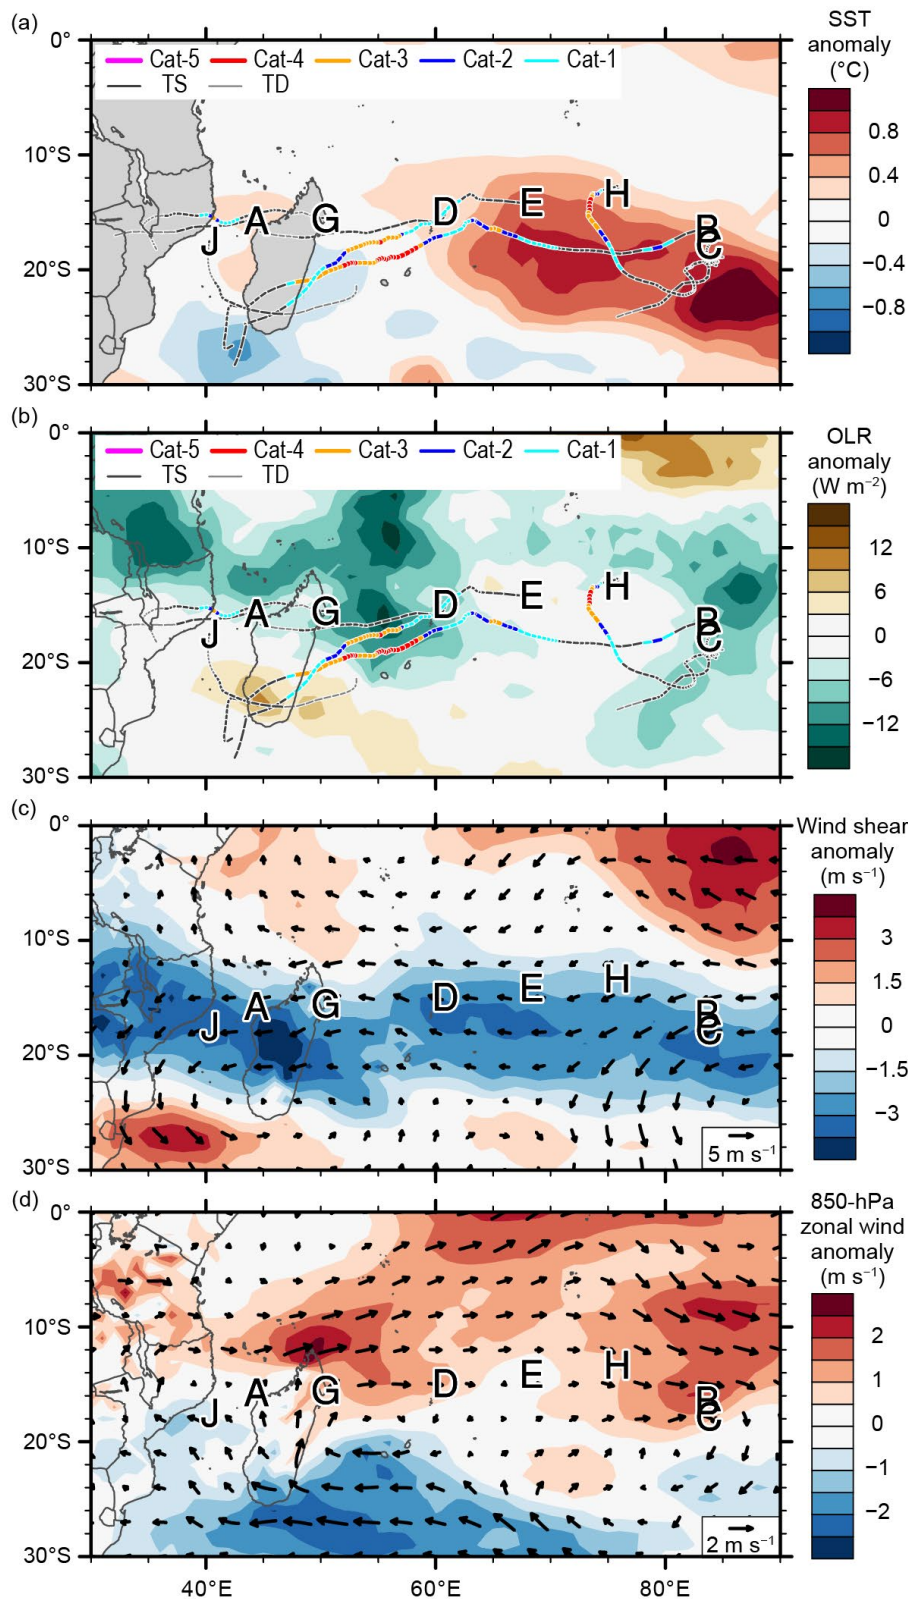 (a)
SST
anomaly
(°C)
0°
10°S
20°S
30°S
Cat-5 Cat-4 Cat-3 Cat-2 Cat-1
TS TD
A G D E H B C J
0.8
0.4
0
−0.4
−0.8
(b)
OLR
anomaly
(W m⁻²)
0°
10°S
20°S
30°S
Cat-5 Cat-4 Cat-3 Cat-2 Cat-1
TS TD
A G D E H B C J
12
6
0
−6
−12
(c)
Wind shear
anomaly
(m s⁻¹)
0°
10°S
20°S
30°S
A G D E H B C J
5 m s⁻¹
3
1.5
0
−1.5
−3
(d)
850-hPa
zonal wind
anomaly
(m s⁻¹)
0°
10°S
20°S
30°S
A G D E H B C J
2 m s⁻¹
2
1
0
−1
−2
40°E 60°E 80°E